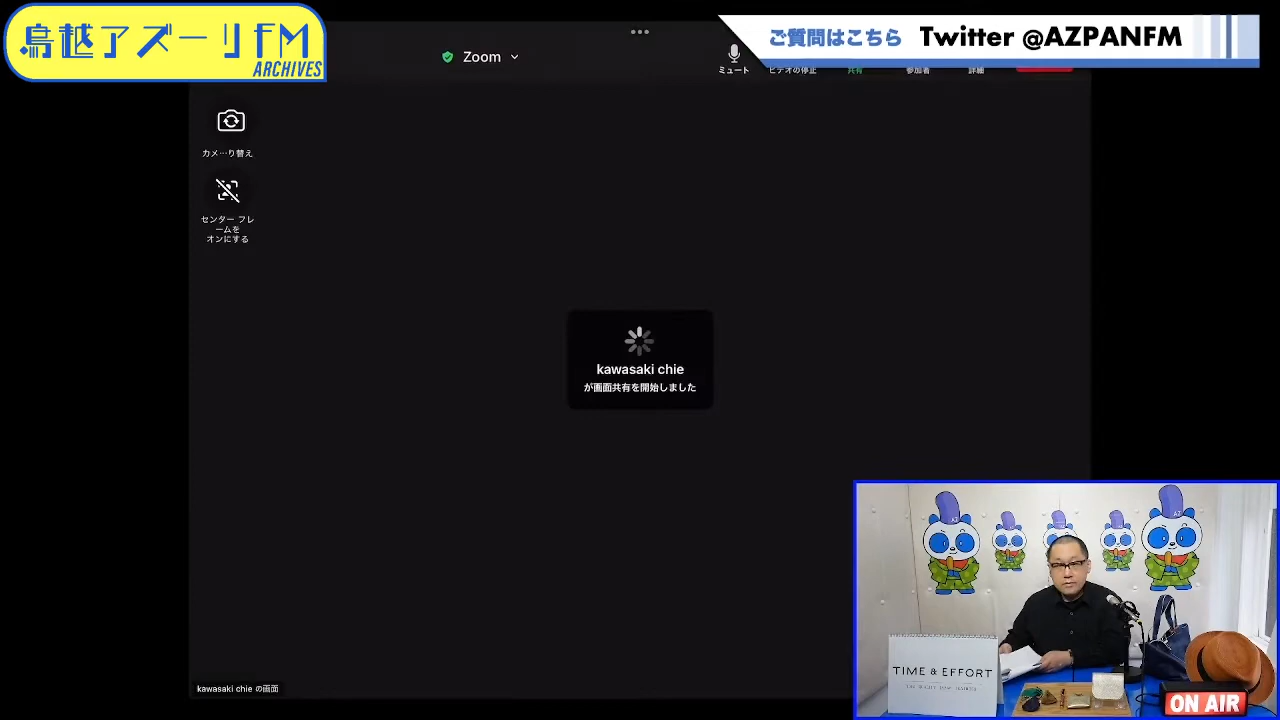 鳥越アズーリFM
ARCHIVES
ご質問はこちら Twitter @AZPANFM
Zoom
ミュート
ビデオの停止
共有
参加者
詳細
カメ…り替え
センター フレ
ームを
オンにする
kawasaki chie
が画面共有を開始しました
kawasaki chie の画面
TIME & EFFORT
ON AIR